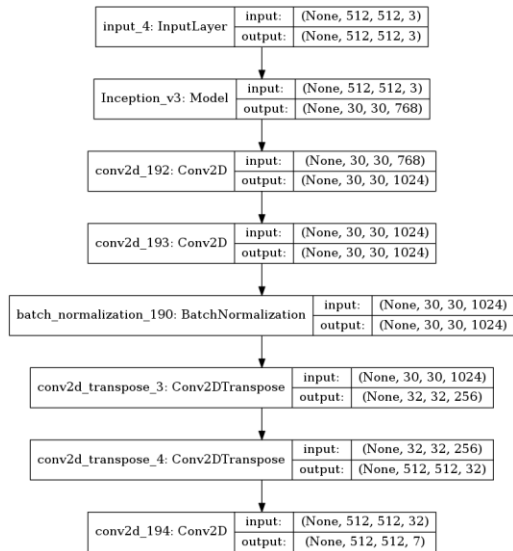 input_4: InputLayer
input: (None, 512, 512, 3)
output: (None, 512, 512, 3)
Inception_v3: Model
input: (None, 512, 512, 3)
output: (None, 30, 30, 768)
conv2d_192: Conv2D
input: (None, 30, 30, 768)
output: (None, 30, 30, 1024)
conv2d_193: Conv2D
input: (None, 30, 30, 1024)
output: (None, 30, 30, 1024)
batch_normalization_190: BatchNormalization
input: (None, 30, 30, 1024)
output: (None, 30, 30, 1024)
conv2d_transpose_3: Conv2DTranspose
input: (None, 30, 30, 1024)
output: (None, 32, 32, 256)
conv2d_transpose_4: Conv2DTranspose
input: (None, 32, 32, 256)
output: (None, 512, 512, 32)
conv2d_194: Conv2D
input: (None, 512, 512, 32)
output: (None, 512, 512, 7)